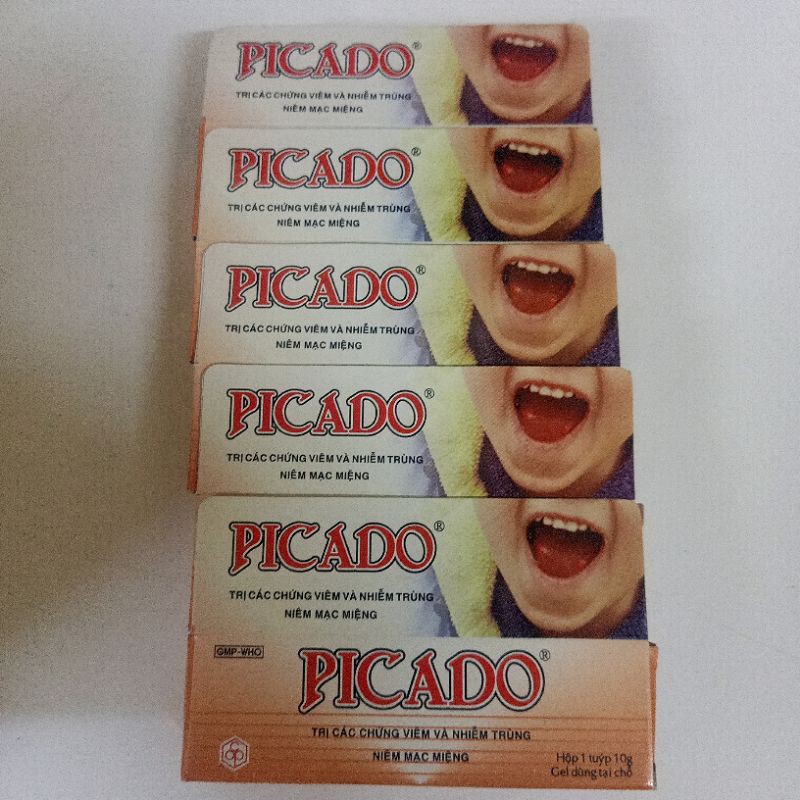 PICADO®
TRỊ CÁC CHỨNG VIÊM VÀ NHIỄM TRÙNG
NIÊM MẠC MIỆNG
PICADO®
TRỊ CÁC CHỨNG VIÊM VÀ NHIỄM TRÙNG
NIÊM MẠC MIỆNG
PICADO®
TRỊ CÁC CHỨNG VIÊM VÀ NHIỄM TRÙNG
NIÊM MẠC MIỆNG
PICADO®
TRỊ CÁC CHỨNG VIÊM VÀ NHIỄM TRÙNG
NIÊM MẠC MIỆNG
PICADO®
TRỊ CÁC CHỨNG VIÊM VÀ NHIỄM TRÙNG
NIÊM MẠC MIỆNG
GMP-WHO
PICADO®
TRỊ CÁC CHỨNG VIÊM VÀ NHIỄM TRÙNG
NIÊM MẠC MIỆNG
Hộp 1 tuýp 10g
Gel dùng tại chỗ